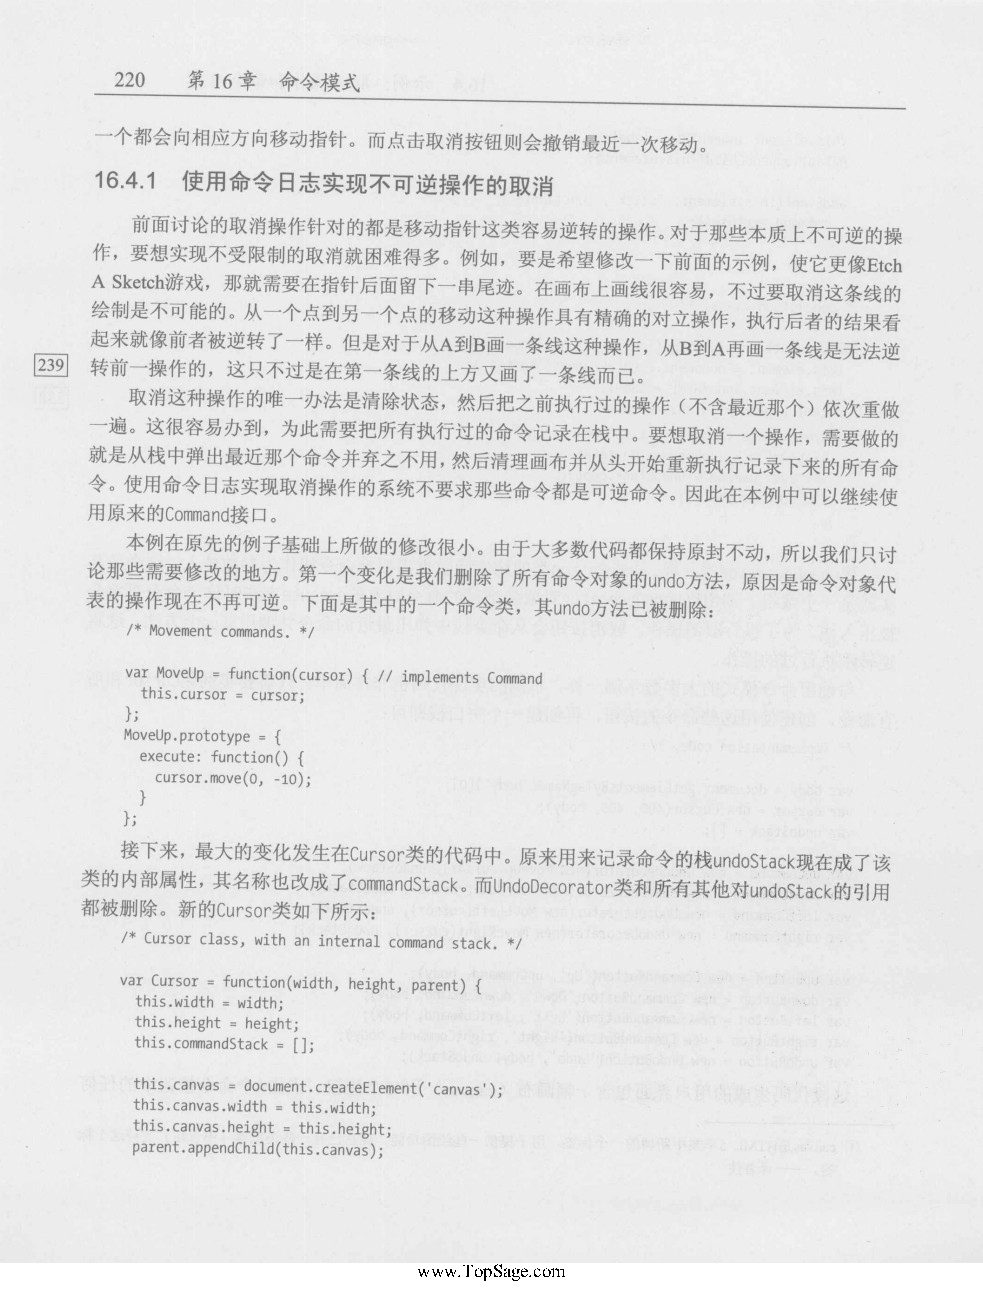 220 第 16 章 命令模式
一个都会向相应方向移动指针。而点击取消按钮则会撤销最近一次移动。
16.4.1 使用命令日志实现不可逆操作的取消
前面讨论的取消操作针对的都是移动指针这类容易逆转的操作。对于那些本质上不可逆的操
作，要想实现不受限制的取消就困难得多。例如，要是希望修改一下前面的示例，使它更像Etch
A Sketch游戏，那就需要在指针后面留下一串尾迹。在画布上画线很容易，不过要取消这条线的
绘制是不可能的。从一个点到另一个点的移动这种操作具有精确的对立操作，执行后者的结果看
起来就像前者被逆转了一样。但是对于从A到B画一条线这种操作，从B到A再画一条线是无法逆
239
转前一操作的，这只不过是在第一条线的上方又画了一条线而已。
取消这种操作的唯一办法是清除状态，然后把之前执行过的操作（不含最近那个）依次重做
一遍。这很容易办到，为此需要把所有执行过的命令记录在栈中。要想取消一个操作，需要做的
就是从栈中弹出最近那个命令并弃之不用，然后清理画布并从头开始重新执行记录下来的所有命
令。使用命令日志实现取消操作的系统不要求那些命令都是可逆命令。因此在本例中可以继续使
用原来的Command接口。
本例在原先的例子基础上所做的修改很小。由于大多数代码都保持原封不动，所以我们只讨
论那些需要修改的地方。第一个变化是我们删除了所有命令对象的undo方法，原因是命令对象代
表的操作现在不再可逆。下面是其中的一个命令类，其undo方法已被删除：
/* Movement commands. */
var MoveUp = function(cursor) { // implements Command
this.cursor = cursor;
};
MoveUp.prototype = {
execute: function() {
cursor.move(0, -10);
}
};
接下来，最大的变化发生在Cursor类的代码中。原来用来记录命令的栈undoStack现在成了该
类的内部属性，其名称也改成了commandStack。而UndoDecorator类和所有其他对undoStack的引用
都被删除。新的Cursor类如下所示：
/* Cursor class, with an internal command stack. */
var Cursor = function(width, height, parent) {
this.width = width;
this.height = height;
this.commandStack = [];
this.canvas = document.createElement('canvas');
this.canvas.width = this.width;
this.canvas.height = this.height;
parent.appendChild(this.canvas);
www.TopSage.com